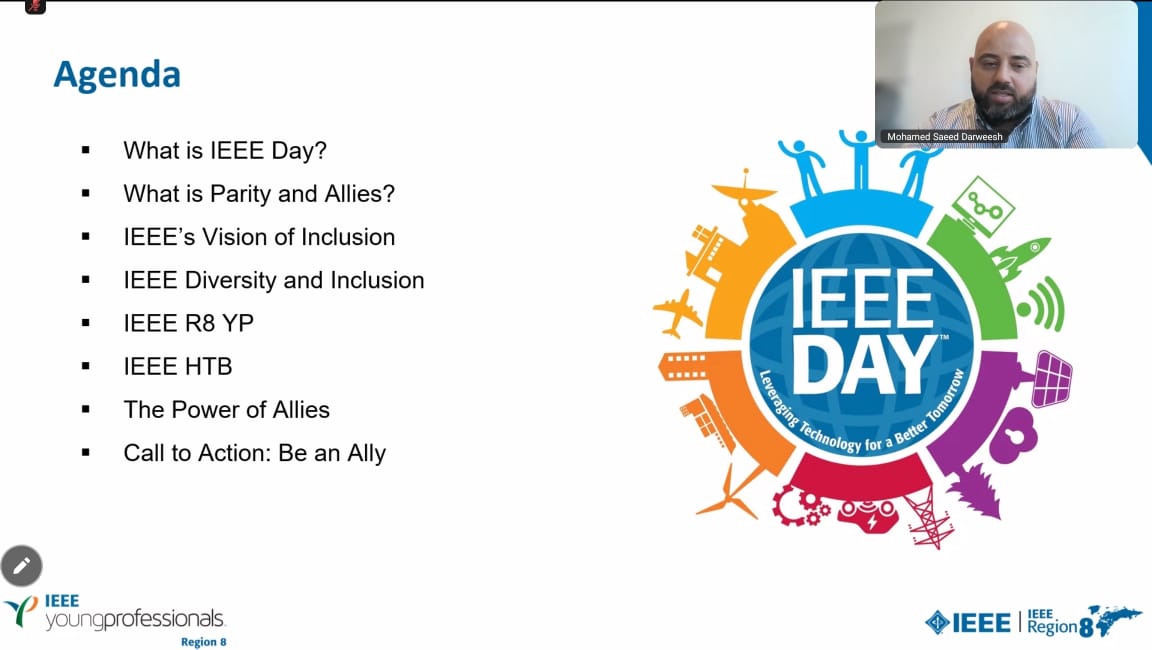 Agenda
Mohamed Saeed Darweesh
▪ What is IEEE Day?
▪ What is Parity and Allies?
▪ IEEE’s Vision of Inclusion
▪ IEEE Diversity and Inclusion
▪ IEEE R8 YP
▪ IEEE HTB
▪ The Power of Allies
▪ Call to Action: Be an Ally
IEEE
DAY™
Leveraging Technology for a Better Tomorrow
IEEE
youngprofessionals.
Region 8
IEEE
IEEE
Region 8